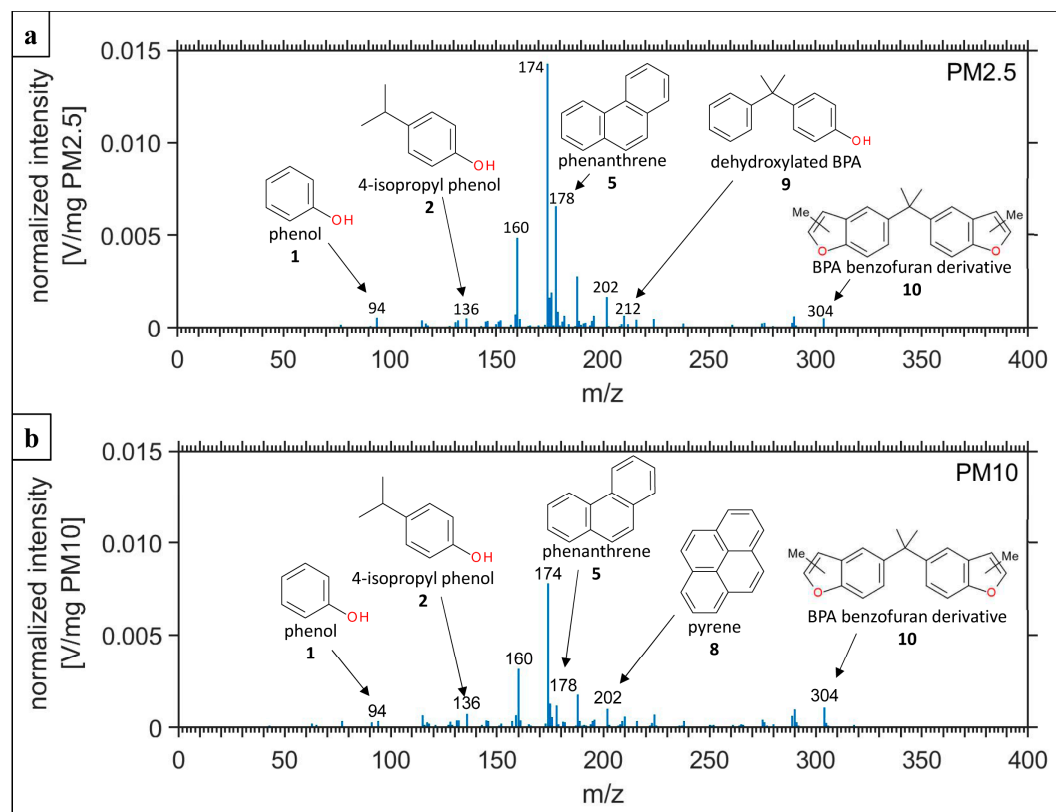 a
0.015
0.010
0.005
0
normalized intensity
[V/mg PM2.5]
PM2.5
174
OH
phenanthrene
5
OH
dehydroxylated BPA
9
4-isopropyl phenol
2
OH
phenol
1
178
160
Me
Me
O
O
BPA benzofuran derivative
10
94
136
202
212
304
0 50 100 150 200 250 300 350 400
m/z
b
0.015
0.010
0.005
0
normalized intensity
[V/mg PM10]
PM10
OH
4-isopropyl phenol
2
phenanthrene
5
174
Me
Me
O
O
BPA benzofuran derivative
10
OH
phenol
1
pyrene
8
160
178
94
136
202
304
0 50 100 150 200 250 300 350 400
m/z